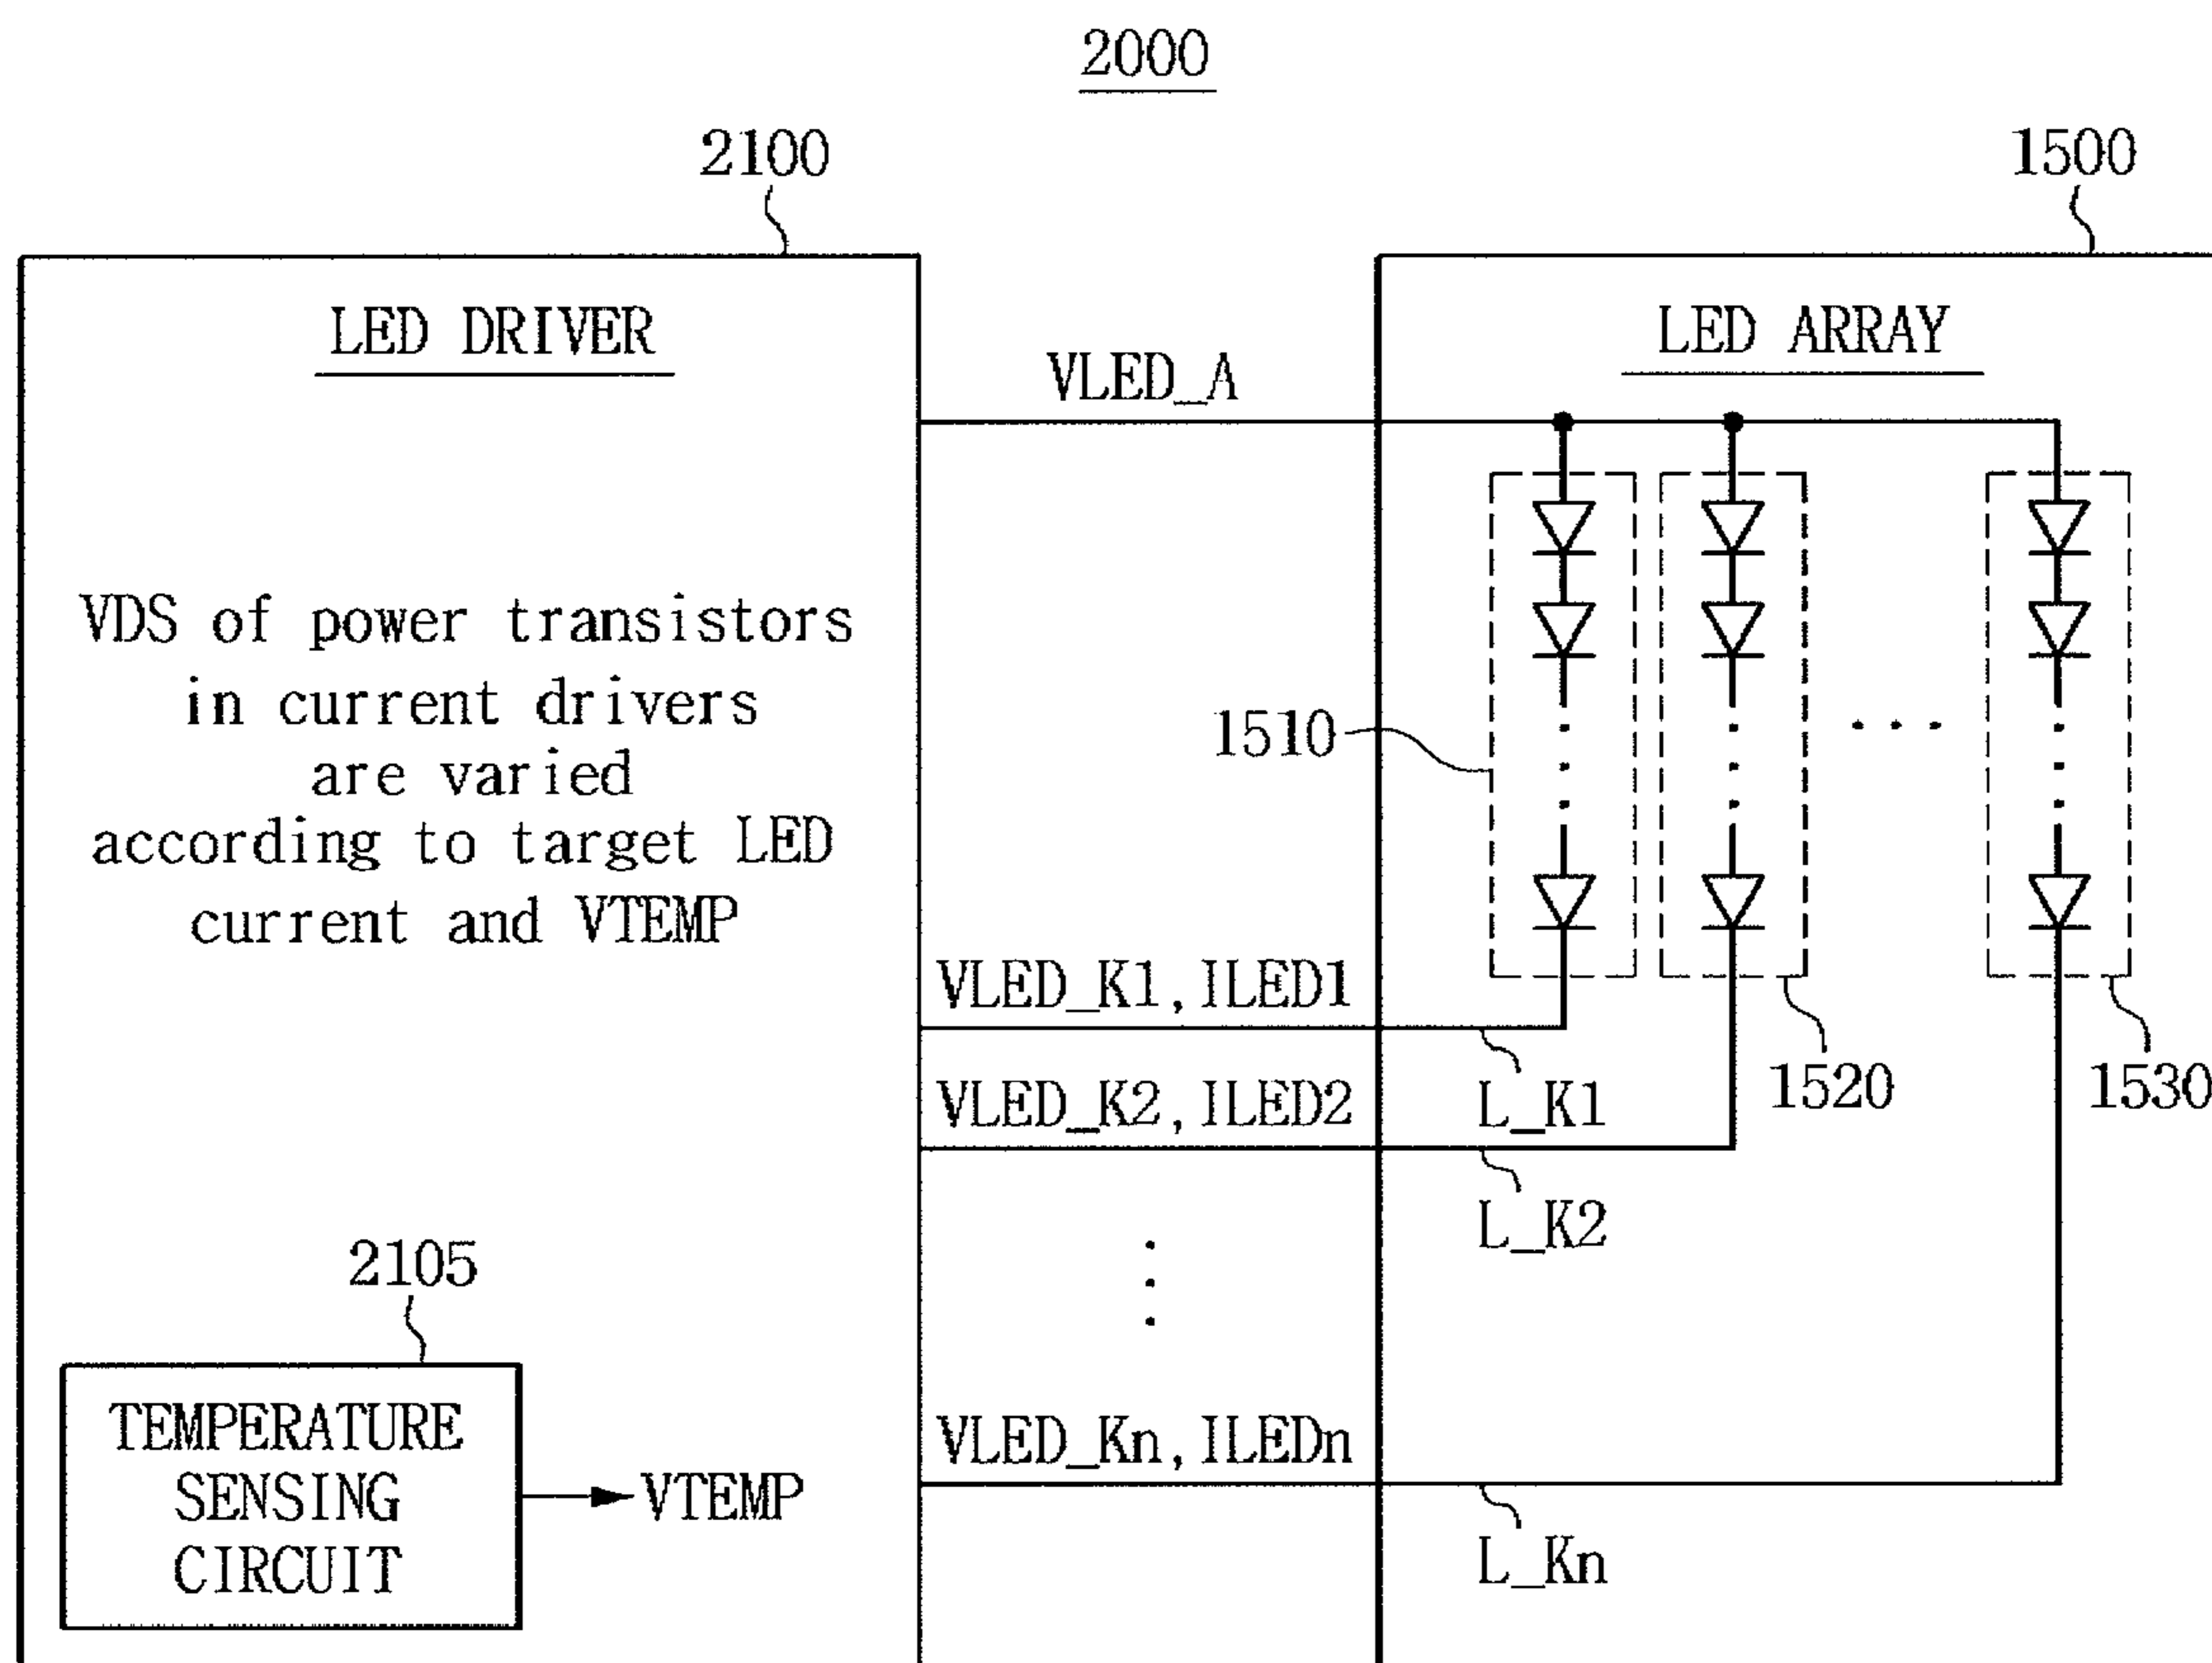 2000
2100
1500
LED DRIVER
LED ARRAY
VLED_A
VDS of power transistors
in current drivers
are varied
according to target LED
current and VTEMP
1510
VLED_K1, ILED1
L_K1
1520
1530
VLED_K2, ILED2
L_K2
2105
TEMPERATURE
SENSING
CIRCUIT
VTEMP
VLED_Kn, ILEDn
L_Kn